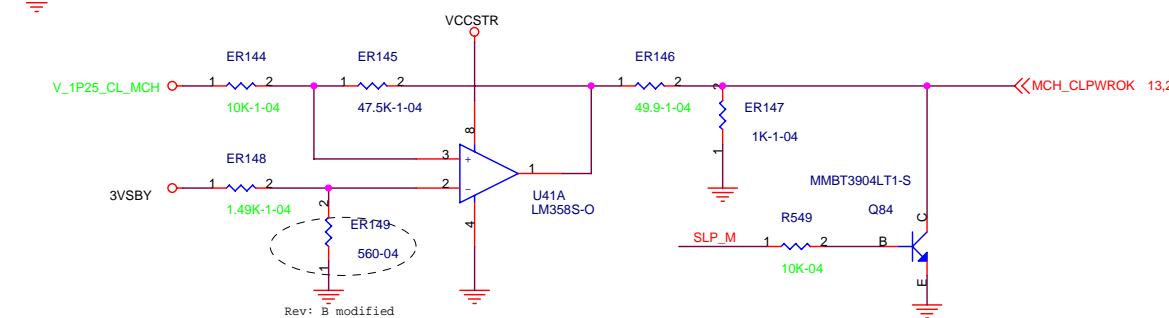 VCCSTR
ER144
ER145
ER146
V_1P25_CL_MCH
1
2
1
2
1
2
MCH_CLPWROK 13,2
10K-1-04
47.5K-1-04
49.9-1-04
2
ER147
1K-1-04
1
8
3
+
1
2
−
4
U41A
LM358S-O
ER148
3VSBY
1
2
1.49K-1-04
2
ER149
560-04
1
Rev: B modified
MMBT3904LT1-S
Q84
R549
SLP_M
1
2
10K-04
B
C
E